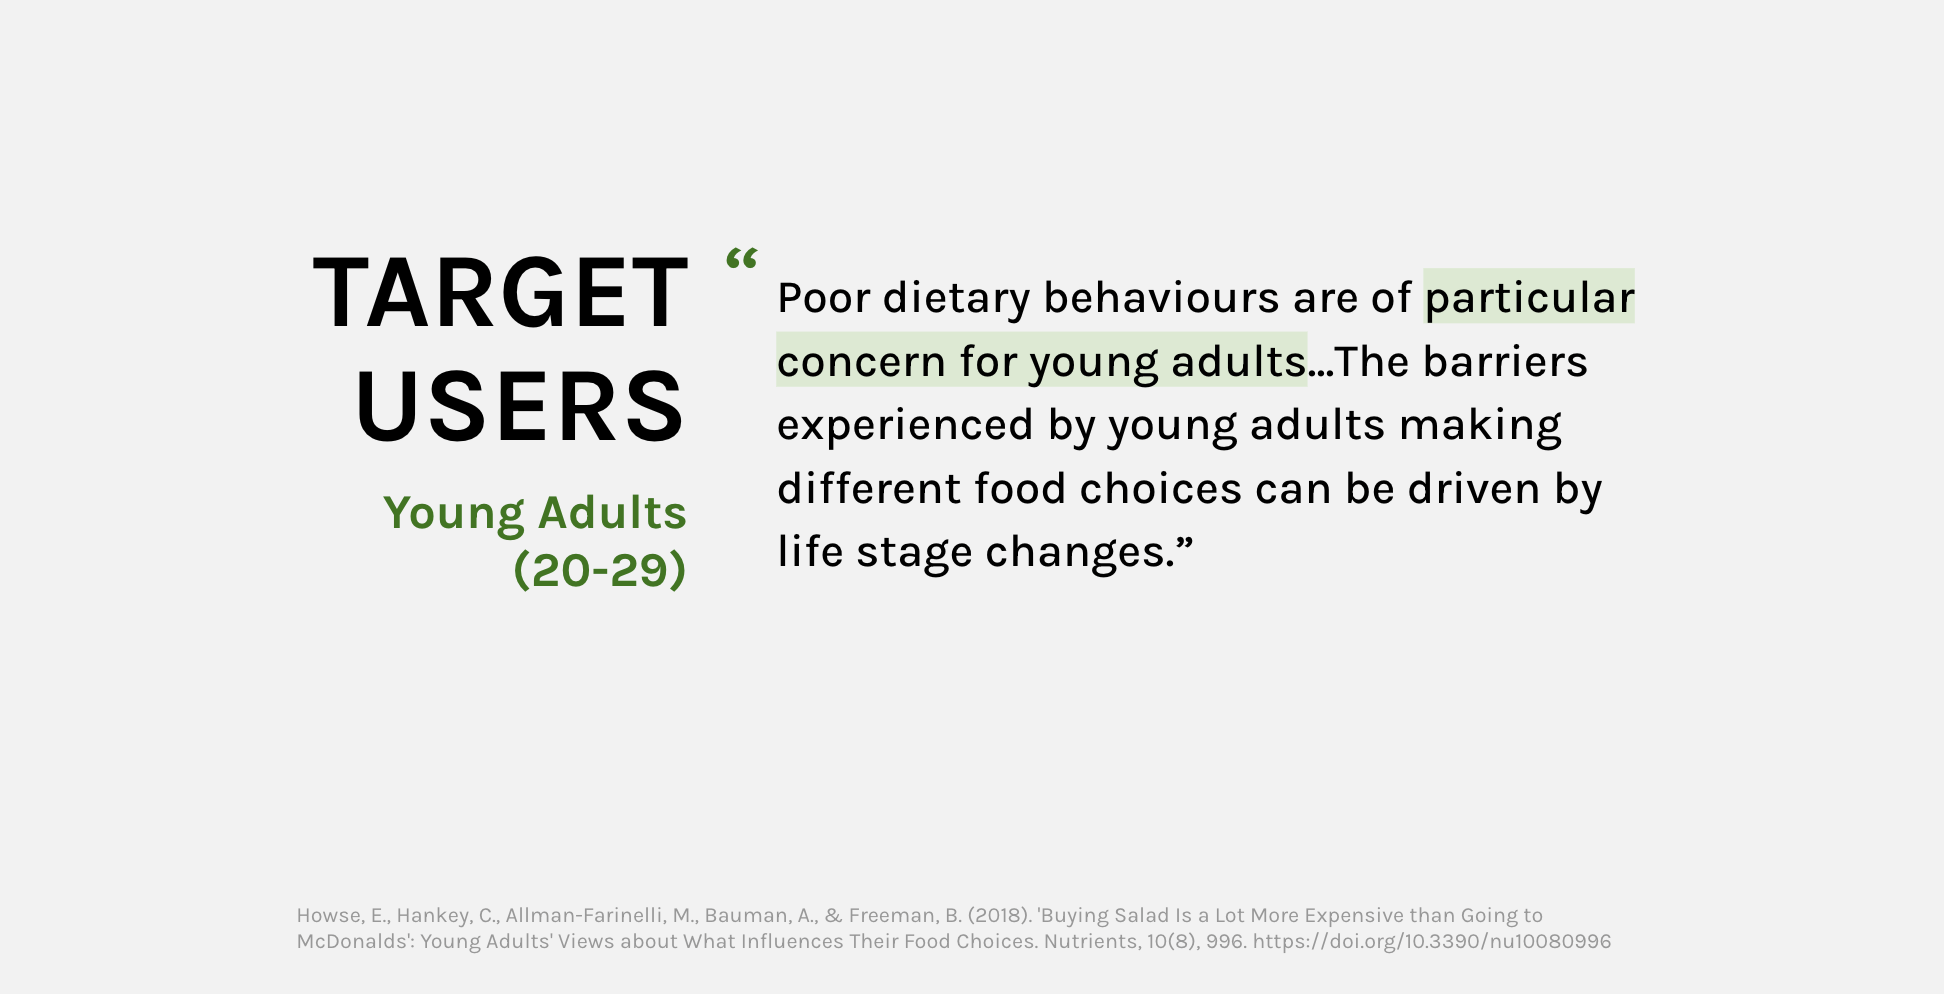 TARGET
USERS
Young Adults
(20-29)
“
Poor dietary behaviours are of particular
concern for young adults...The barriers
experienced by young adults making
different food choices can be driven by
life stage changes.”
Howse, E., Hankey, C., Allman-Farinelli, M., Bauman, A., & Freeman, B. (2018). 'Buying Salad Is a Lot More Expensive than Going to
McDonalds': Young Adults' Views about What Influences Their Food Choices. Nutrients, 10(8), 996. https://doi.org/10.3390/nu10080996